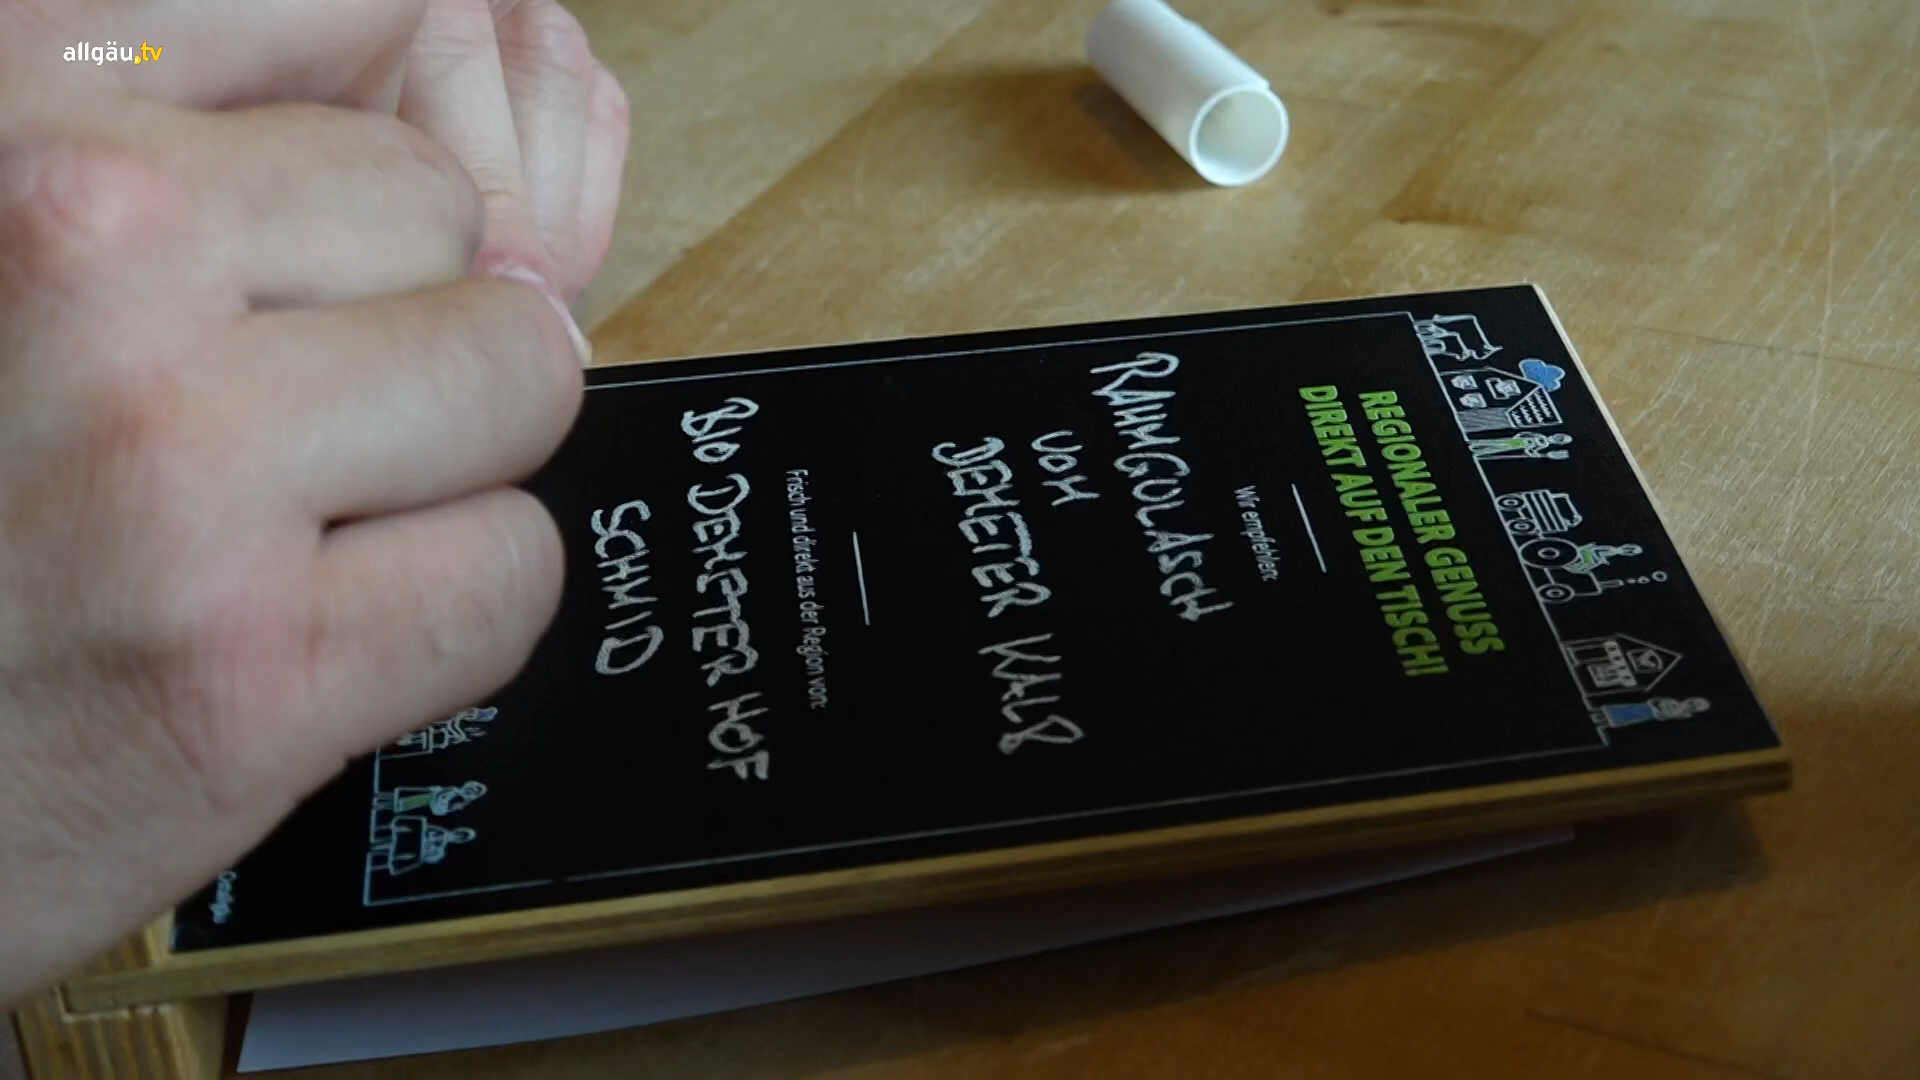 allgäu.tv
REGIONALER GENUSS
DIREKT AUF DEN TISCH!
Wir empfehlen:
RAHMGULASCH
VOM
DEMETER KALB
Frisch und direkt aus der Region von:
BIO DEMETER HOF
SCHMID